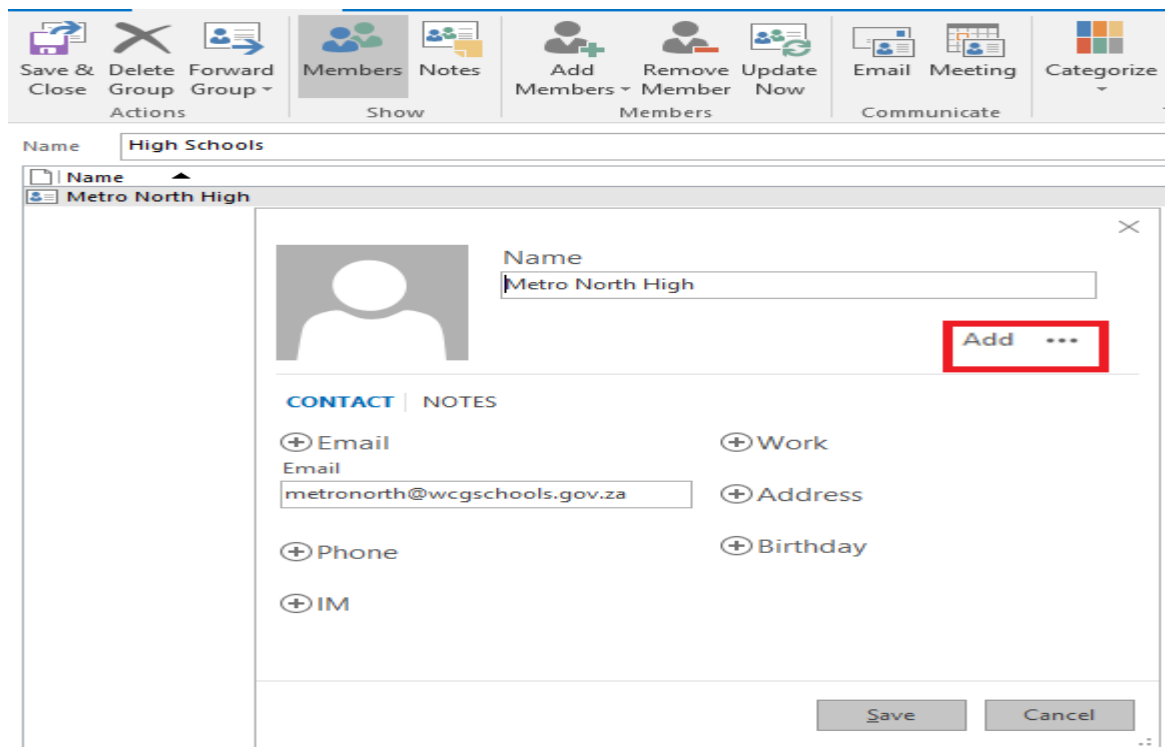 Save & Delete Forward Members Notes Add Remove Update Email Meeting Categorize
Close Group Group Members Member Now
Actions Show Members Communicate
Name High Schools
Name
Metro North High
Name
Metro North High
Add •••
CONTACT | NOTES
Email Work
Email
metronorth@wcgschools.gov.za
Address
Phone Birthday
IM
Save Cancel